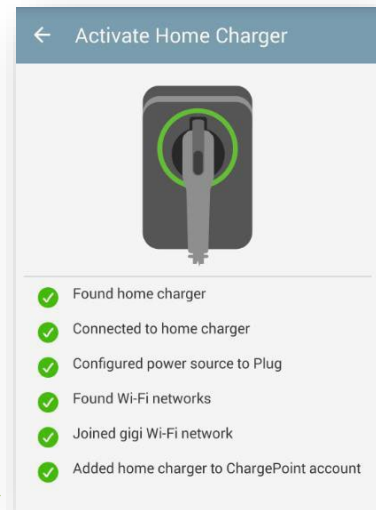 Activate Home Charger
Found home charger
Connected to home charger
Configured power source to Plug
Found Wi-Fi networks
Joined gigi Wi-Fi network
Added home charger to ChargePoint account